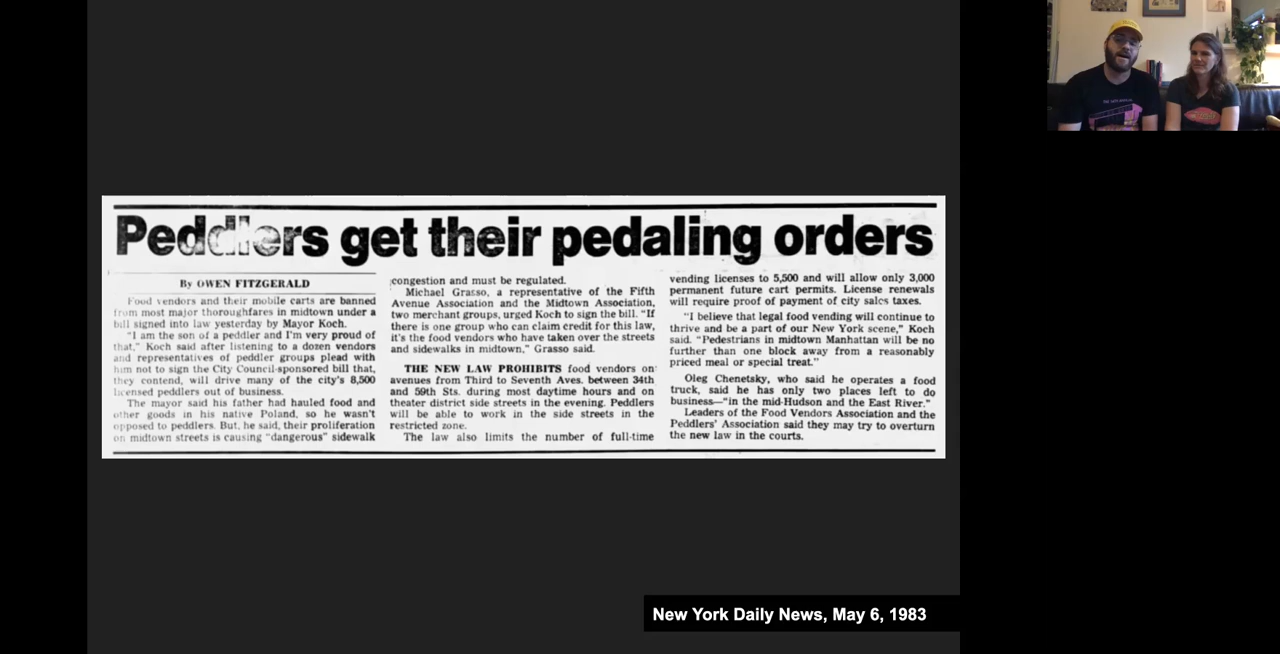 Peddlers get their pedaling orders
By OWEN FITZGERALD
Food vendors and their mobile carts are banned
from most major thoroughfares in midtown under a
bill signed into law yesterday by Mayor Koch.
"I am the son of a peddler and I'm very proud of
that," Koch said after listening to a dozen vendors
and representatives of peddler groups plead with
him not to sign the City Council-sponsored bill that,
they contend, will drive many of the city's 8,500
licensed peddlers out of business.
The mayor said his father had hauled food and
other goods in his native Poland, so he wasn't
opposed to peddlers. But, he said, their proliferation
on midtown streets is causing "dangerous" sidewalk
congestion and must be regulated.
Michael Grasso, a representative of the Fifth
Avenue Association and the Midtown Association,
two merchant groups, urged Koch to sign the bill. "If
there is one group who can claim credit for this law,
it's the food vendors who have taken over the streets
and sidewalks in midtown," Grasso said.
THE NEW LAW PROHIBITS food vendors on
avenues from Third to Seventh Aves. between 34th
and 59th Sts. during most daytime hours and on
theater district side streets in the evening. Peddlers
will be able to work in the side streets in the
restricted zone.
The law also limits the number of full-time
vending licenses to 5,500 and will allow only 3,000
permanent future cart permits. License renewals
will require proof of payment of city sales taxes.
"I believe that legal food vending will continue to
thrive and be a part of our New York scene," Koch
said. "Pedestrians in midtown Manhattan will be no
further than one block away from a reasonably
priced meal or special treat."
Oleg Chenetsky, who said he operates a food
truck, said he has only two places left to do
business—"in the mid-Hudson and the East River."
Leaders of the Food Vendors Association and the
Peddlers' Association said they may try to overturn
the new law in the courts.
New York Daily News, May 6, 1983